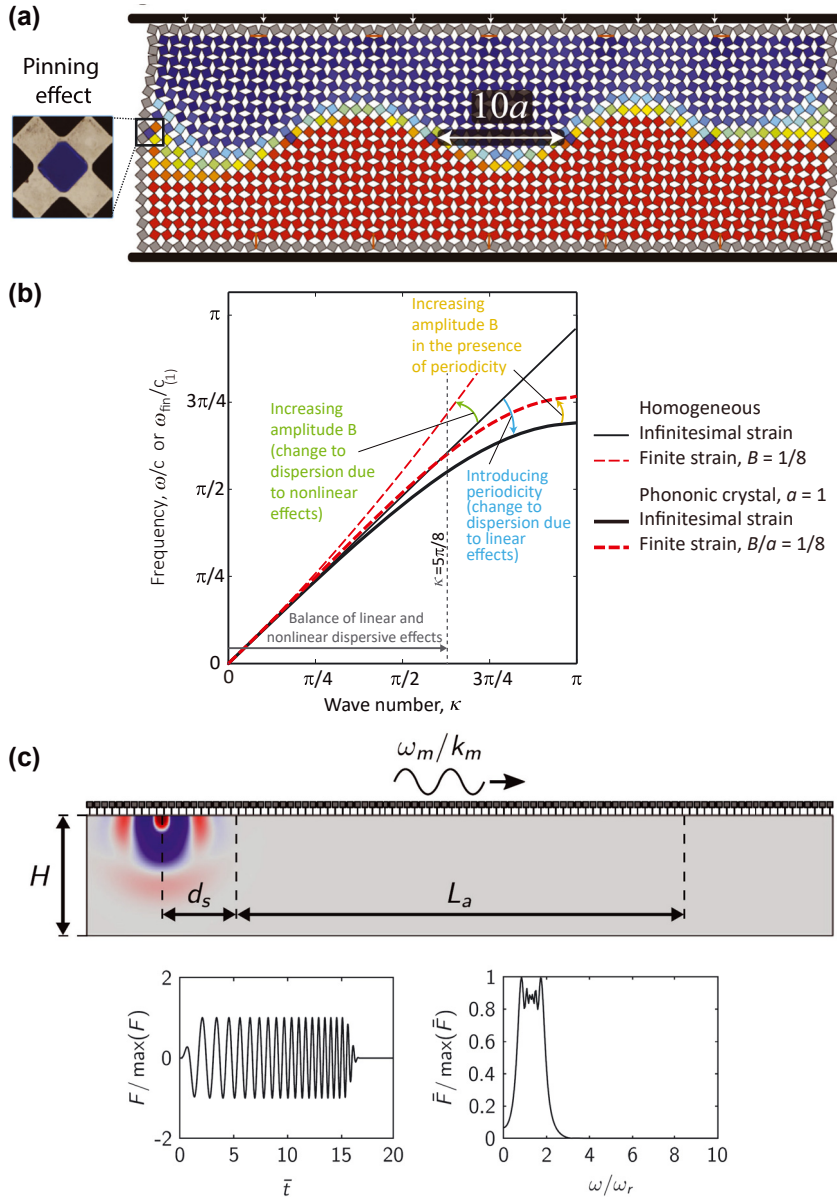 (a)
Pinning
effect
10a
(b)
Frequency, ω/c or ω_fin/c_(1)
π
3π/4
π/2
π/4
0
0
π/4
π/2
3π/4
π
Wave number, κ
Increasing
amplitude B
in the presence
of periodicity
Increasing
amplitude B
(change to
dispersion due
to nonlinear
effects)
Introducing
periodicity
(change to
dispersion due
to linear
effects)
κ=5π/8
Balance of linear and
nonlinear dispersive effects
Homogeneous
Infinitesimal strain
Finite strain, B = 1/8
Phononic crystal, a = 1
Infinitesimal strain
Finite strain, B/a = 1/8
(c)
ω_m/k_m
H
d_s
L_a
F / max(F)
2
0
-2
0
5
10
15
20
t̄
F̄ / max(F̄)
1
0.8
0.6
0.4
0.2
0
0
2
4
6
8
10
ω/ω_r